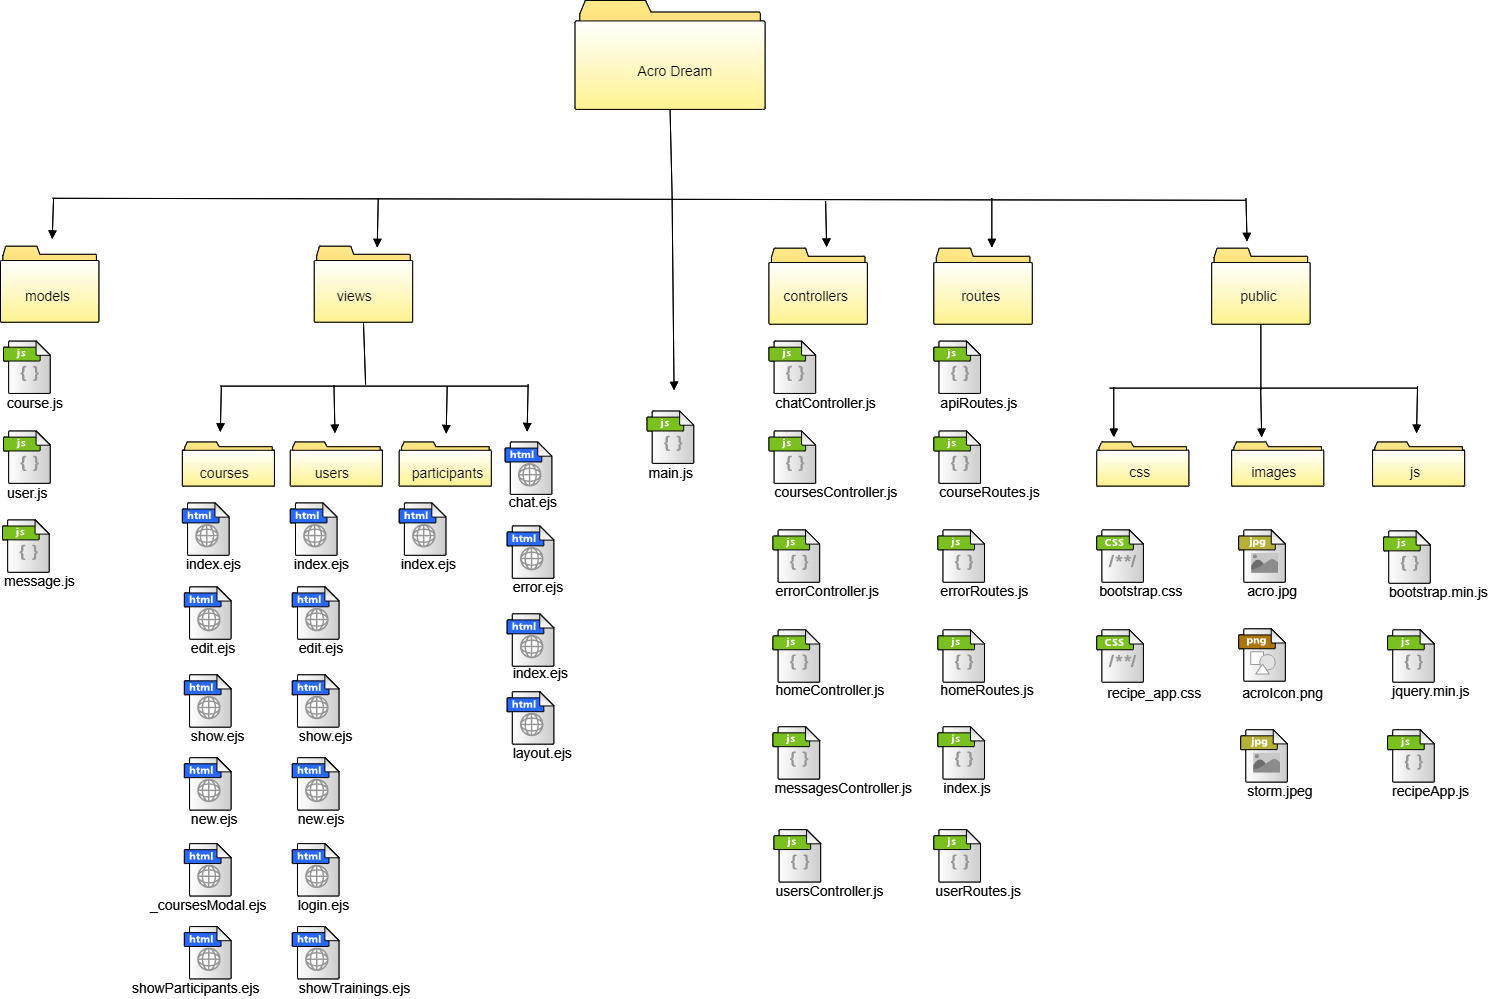 Acro Dream
models
views
controllers
routes
public
js
course.js
js
user.js
js
message.js
courses
users
participants
html
chat.ejs
html
index.ejs
html
edit.ejs
html
show.ejs
html
new.ejs
html
_coursesModal.ejs
html
showParticipants.ejs
html
index.ejs
html
edit.ejs
html
show.ejs
html
new.ejs
html
login.ejs
html
showTrainings.ejs
html
index.ejs
html
error.ejs
html
index.ejs
html
layout.ejs
js
{ }
main.js
js
{ }
chatController.js
js
{ }
coursesController.js
js
{ }
errorController.js
js
{ }
homeController.js
js
{ }
messagesController.js
js
{ }
usersController.js
js
{ }
apiRoutes.js
js
{ }
courseRoutes.js
js
{ }
errorRoutes.js
js
{ }
homeRoutes.js
js
{ }
index.js
js
{ }
userRoutes.js
css
images
js
CSS
/**/
bootstrap.css
CSS
/**/
recipe_app.css
jpg
acro.jpg
png
acroIcon.png
jpg
storm.jpeg
js
{ }
bootstrap.min.js
js
{ }
jquery.min.js
js
{ }
recipeApp.js